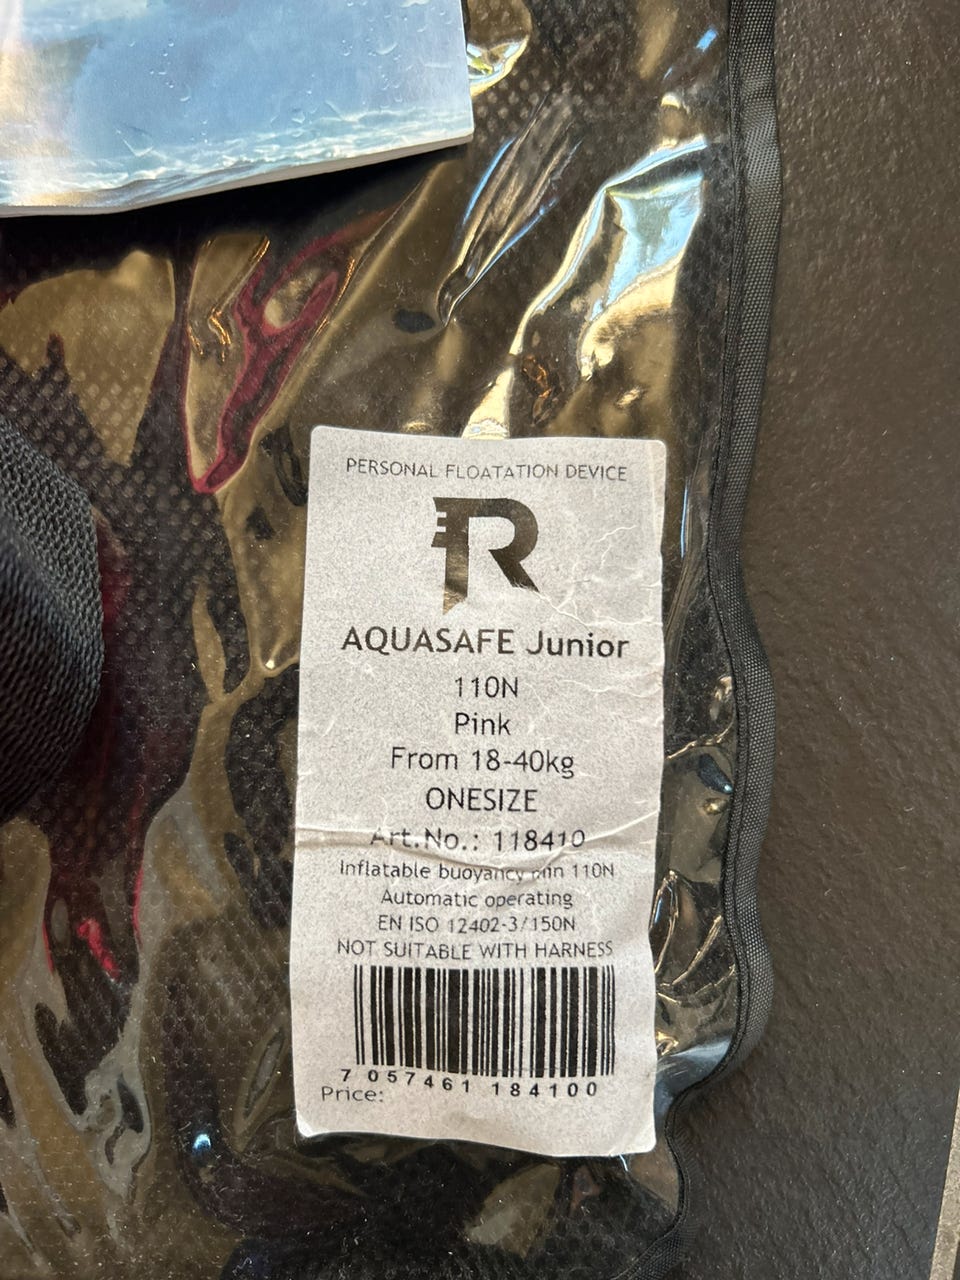 PERSONAL FLOATATION DEVICE
R
AQUASAFE Junior
110N
Pink
From 18-40kg
ONESIZE
Art.No.: 118410
Inflatable buoyancy min 110N
Automatic operating
EN ISO 12402-3/150N
NOT SUITABLE WITH HARNESS
7 057461 184100
Price: